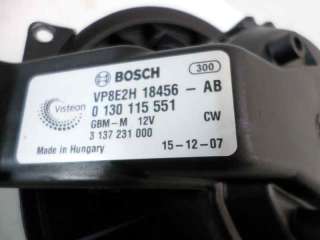 BOSCH 300
Visteon
VP8E2H 18456 - AB
0 130 115 551
GBM-M 12V CW
3 137 231 000
Made in Hungary 15-12-07